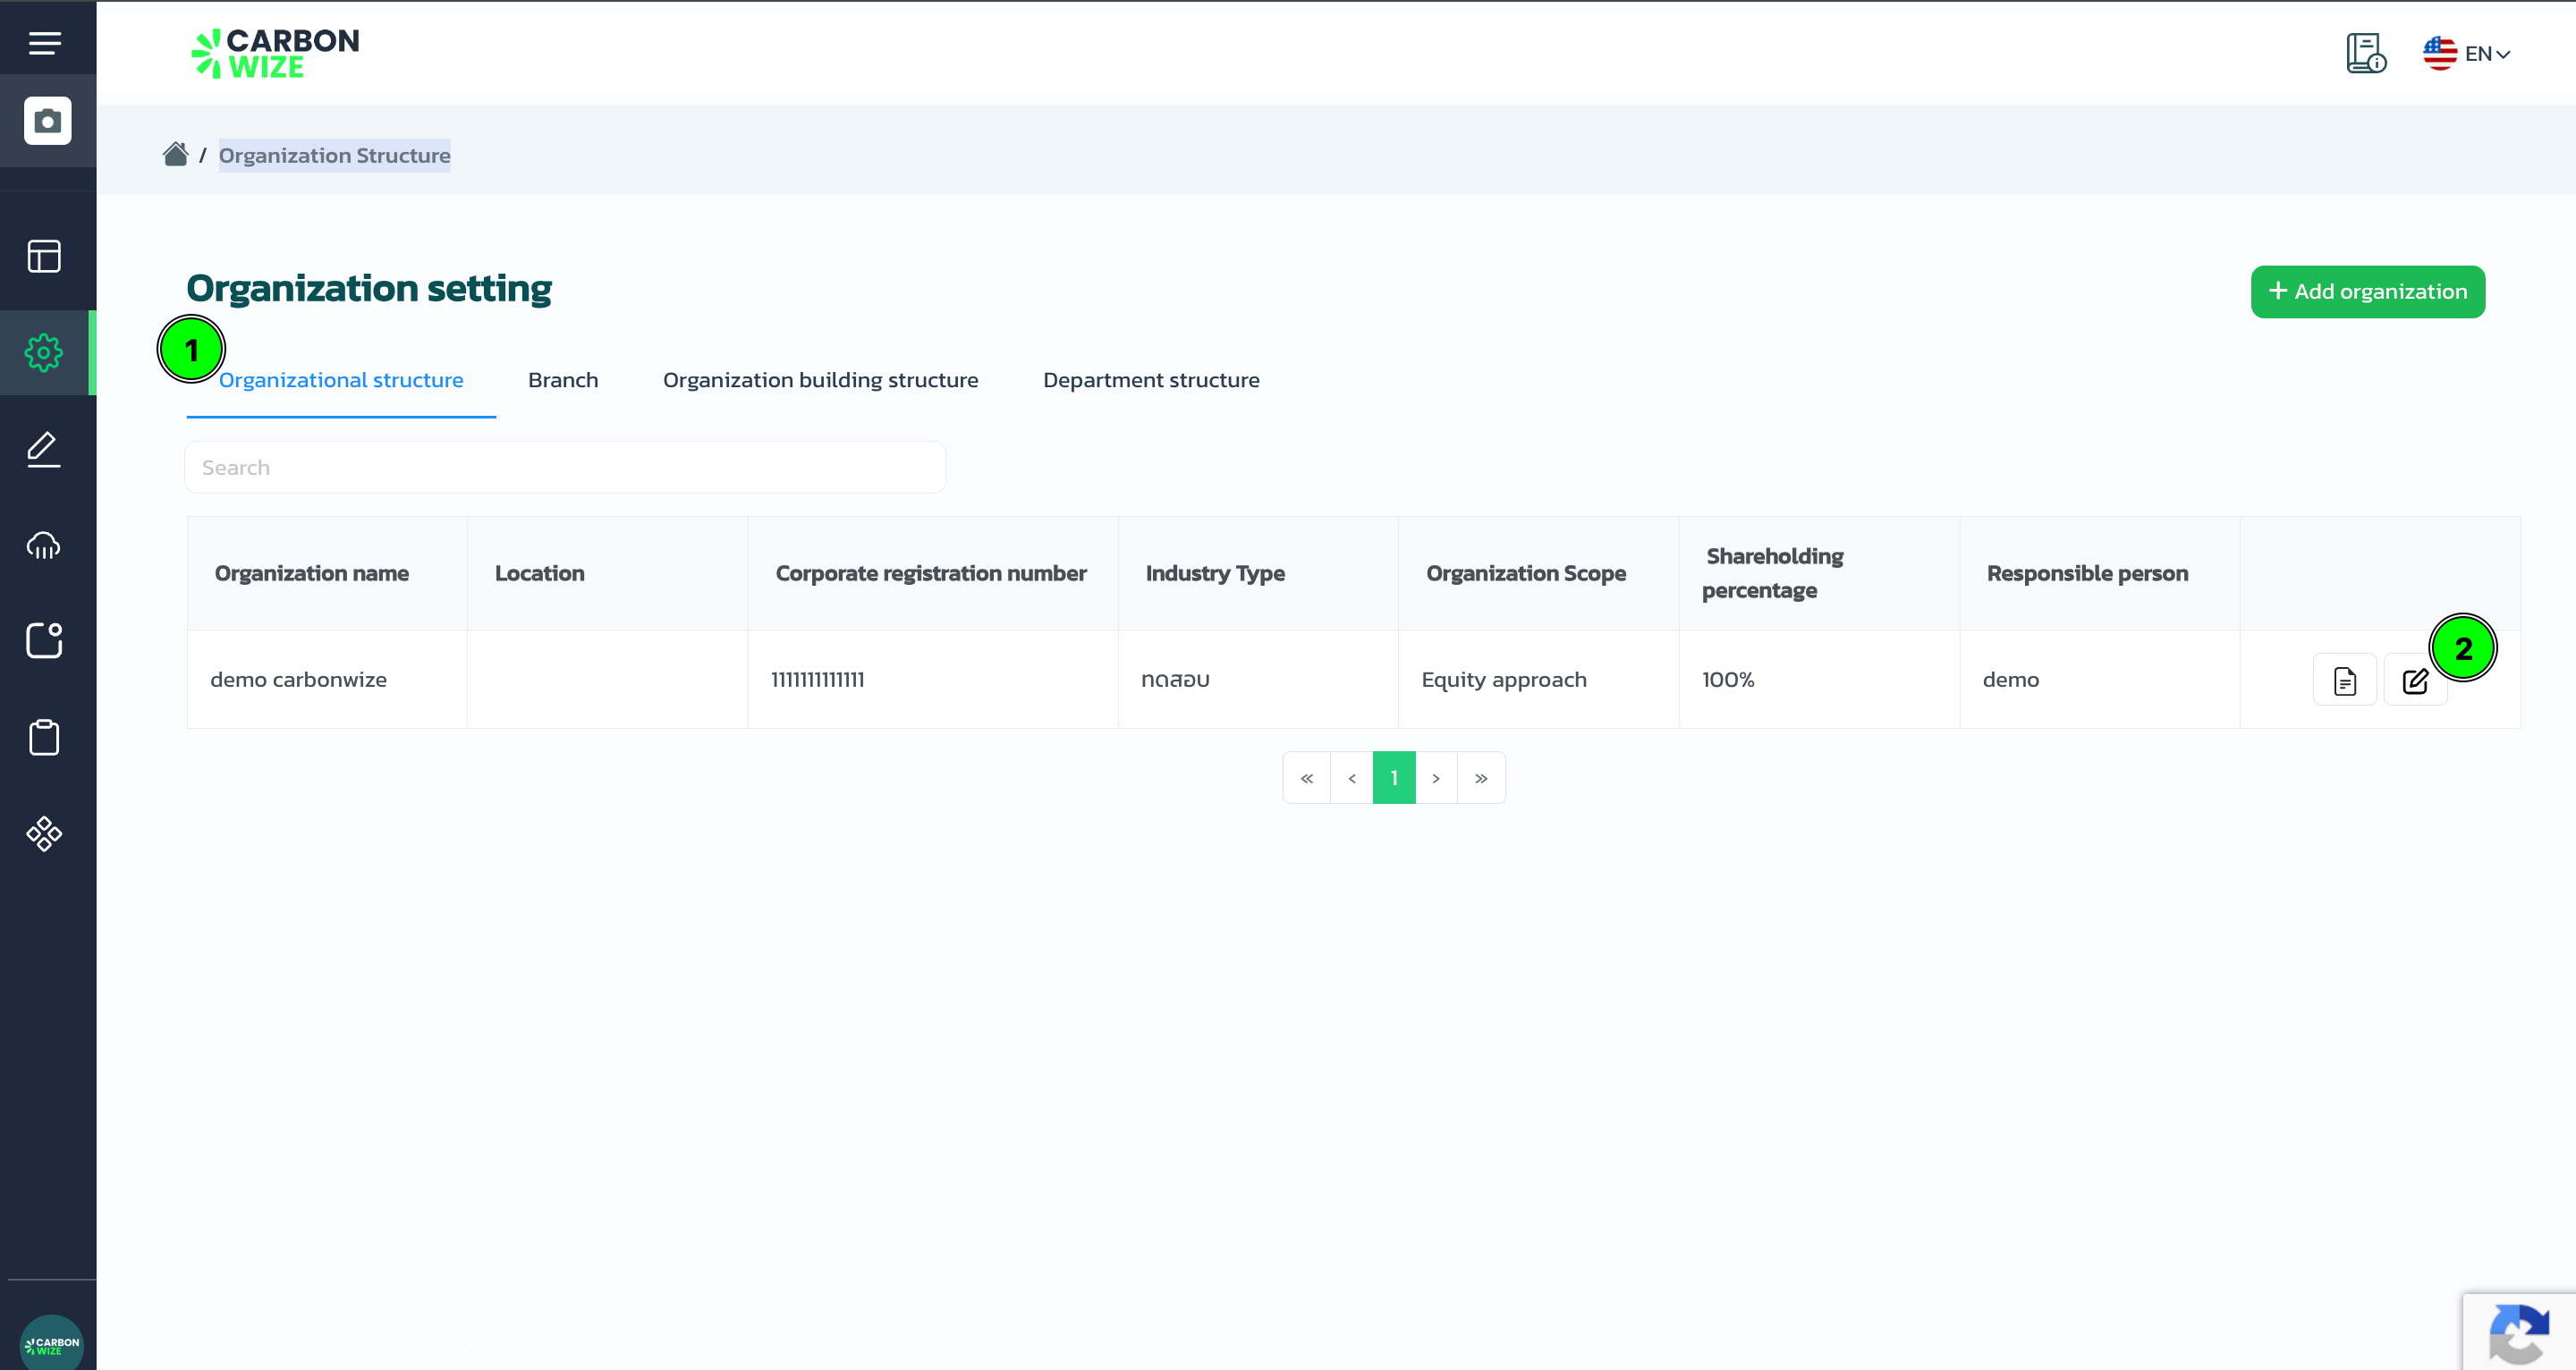 CARBON
WIZE
EN
/ Organization Structure
Organization setting
+ Add organization
1
Organizational structure Branch Organization building structure Department structure
Search
Organization name Location Corporate registration number Industry Type Organization Scope Shareholding percentage Responsible person
2
demo carbonwize 1111111111111 ทดสอบ Equity approach 100% demo
« ‹ 1 › »
CARBON
WIZE